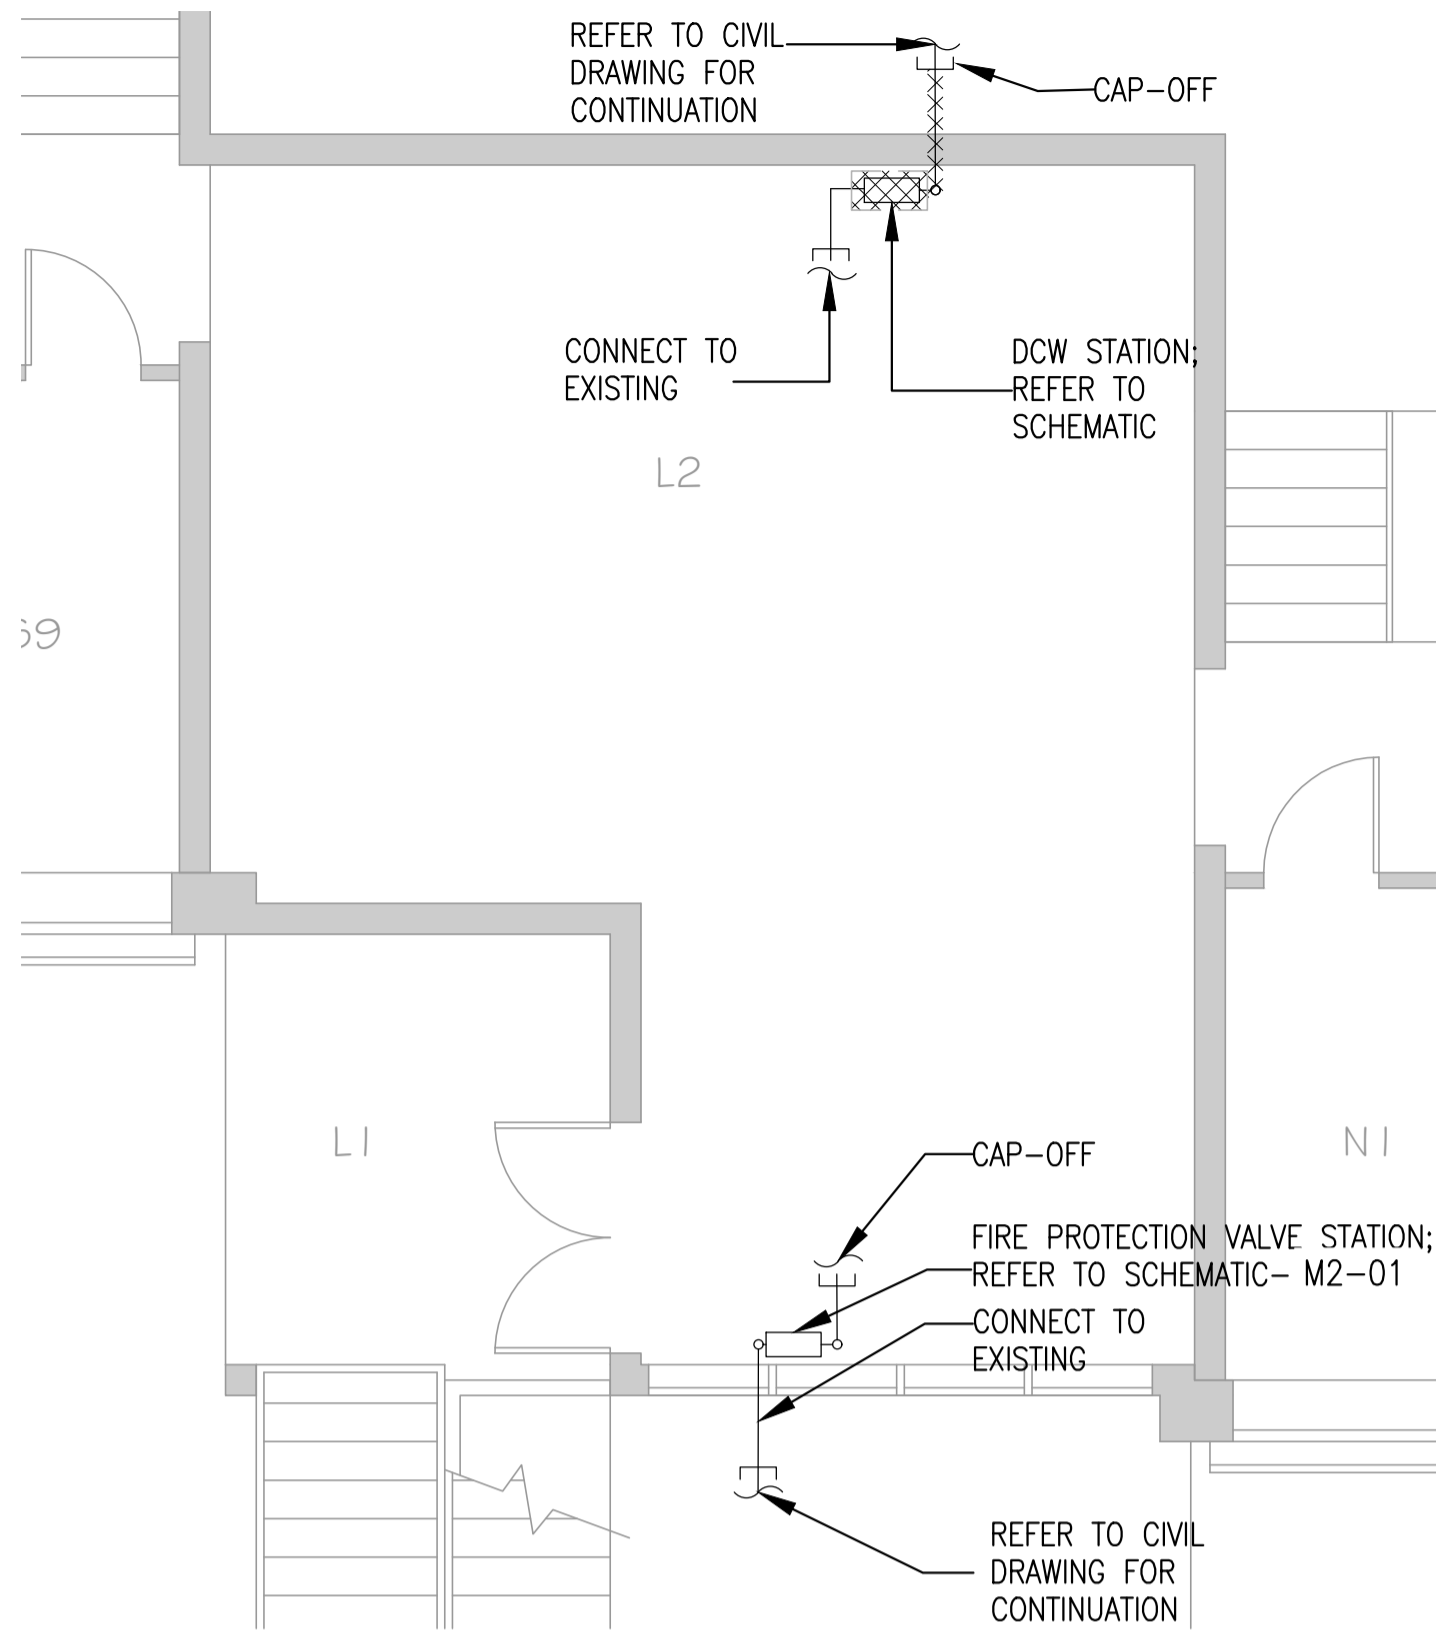 REFER TO CIVIL
DRAWING FOR
CONTINUATION
CAP-OFF
CONNECT TO
EXISTING
DCW STATION;
REFER TO
SCHEMATIC
L2
L1
N1
CAP-OFF
FIRE PROTECTION VALVE STATION;
REFER TO SCHEMATIC- M2-01
CONNECT TO
EXISTING
REFER TO CIVIL
DRAWING FOR
CONTINUATION